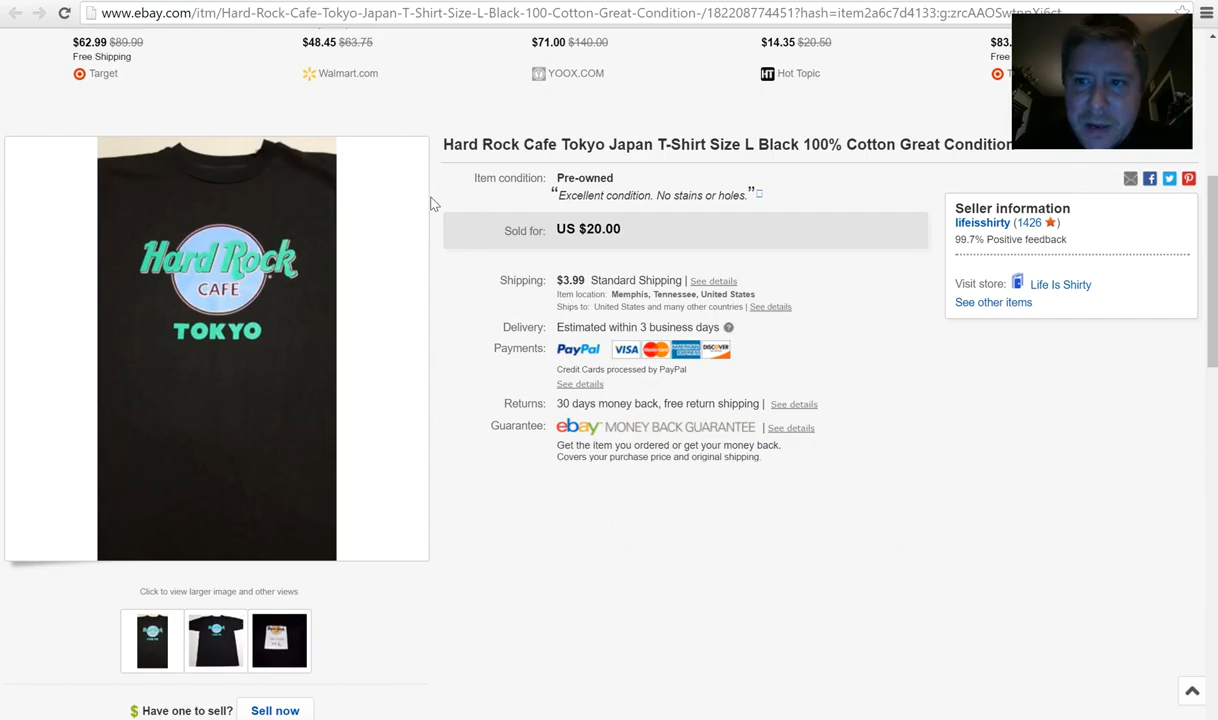 www.ebay.com/itm/Hard-Rock-Cafe-Tokyo-Japan-T-Shirt-Size-L-Black-100-Cotton-Great-Condition-/182208774451?hash=item2a6c7d4133:g:zrcAAOSwtnpXi6ct
$62.99 $89.99
Free Shipping
Target
$48.45 $63.75
Walmart.com
$71.00 $140.00
YOOX.COM
$14.35 $20.50
HT Hot Topic
$83.
Free
Hard Rock Cafe Tokyo Japan T-Shirt Size L Black 100% Cotton Great Condition
Item condition: Pre-owned
“Excellent condition. No stains or holes.”
Sold for: US $20.00
Shipping: $3.99 Standard Shipping | See details
Item location: Memphis, Tennessee, United States
Ships to: United States and many other countries | See details
Delivery: Estimated within 3 business days
Payments: PayPal VISA MasterCard AMERICAN EXPRESS DISCOVER
Credit Cards processed by PayPal
See details
Returns: 30 days money back, free return shipping | See details
Guarantee: ebay MONEY BACK GUARANTEE | See details
Get the item you ordered or get your money back.
Covers your purchase price and original shipping.
Seller information
lifeisshirty (1426)
99.7% Positive feedback
Visit store: Life Is Shirty
See other items
Hard Rock
CAFE
TOKYO
Click to view larger image and other views
Have one to sell? Sell now